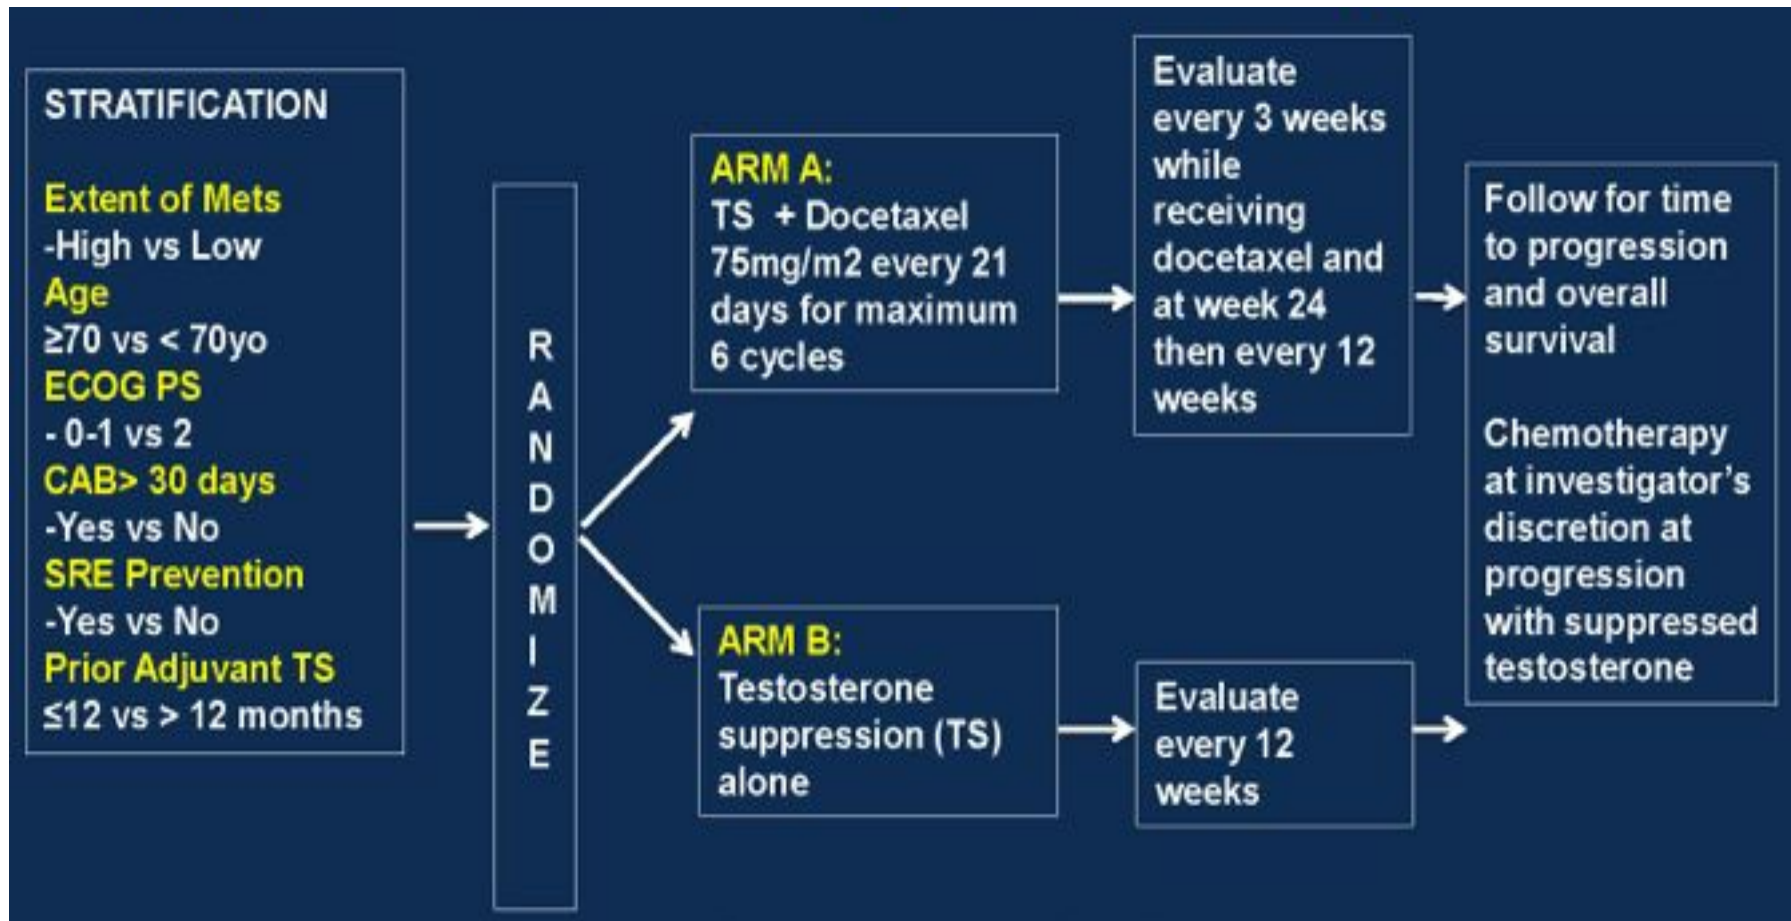 STRATIFICATION
Extent of Mets
-High vs Low
Age
≥70 vs < 70yo
ECOG PS
- 0-1 vs 2
CAB> 30 days
-Yes vs No
SRE Prevention
-Yes vs No
Prior Adjuvant TS
≤12 vs > 12 months
RANDOMIZE
ARM A:
TS + Docetaxel
75mg/m2 every 21
days for maximum
6 cycles
Evaluate
every 3 weeks
while
receiving
docetaxel and
at week 24
then every 12
weeks
ARM B:
Testosterone
suppression (TS)
alone
Evaluate
every 12
weeks
Follow for time
to progression
and overall
survival
Chemotherapy
at investigator’s
discretion at
progression
with suppressed
testosterone